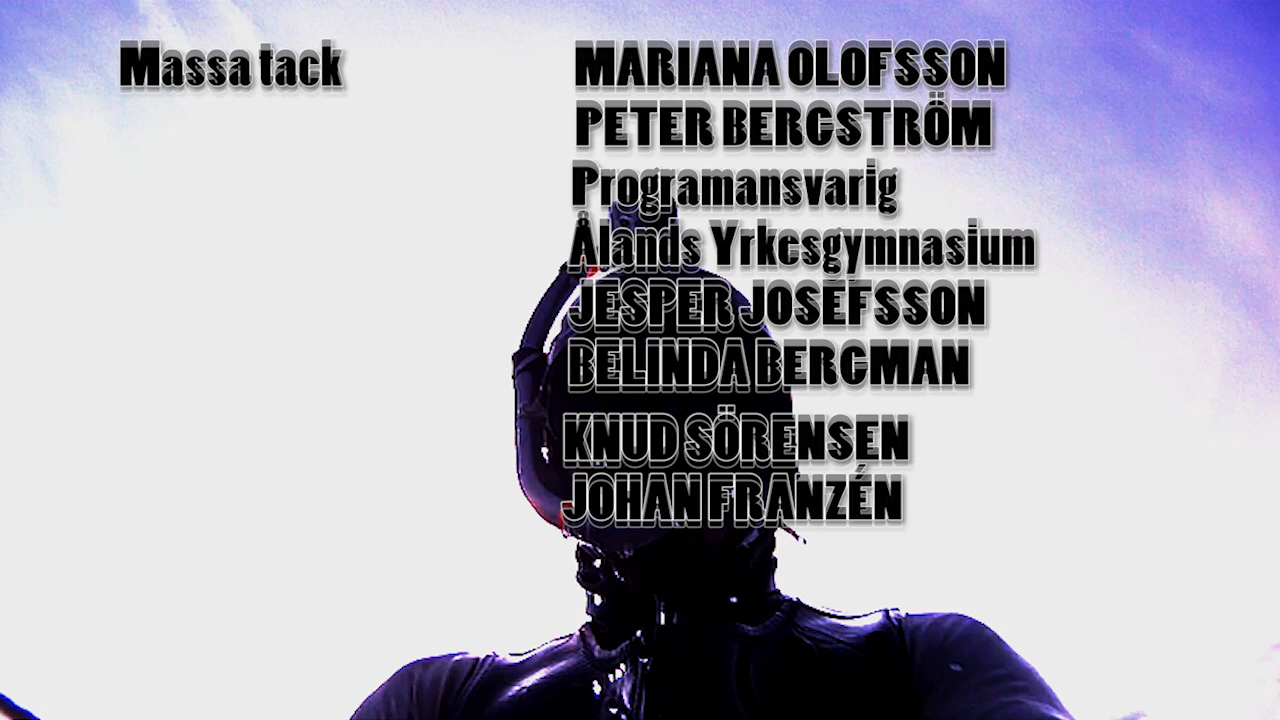 Massa tack
MARIANA OLOFSSON
PETER BERGSTRÖM
Programansvarig
Ålands Yrkesgymnasium
JESPER JOSEFSSON
BELINDA BERGMAN
KNUD SÖRENSEN
JOHAN FRANZÉN